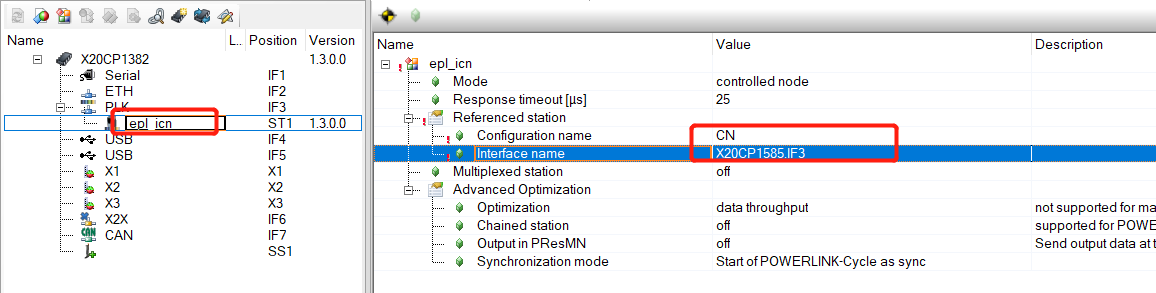 Name L.. Position Version
X20CP1382 1.3.0.0
Serial IF1
ETH IF2
PLK IF3
epl_icn ST1 1.3.0.0
USB IF4
USB IF5
X1 X1
X2 X2
X3 X3
X2X IF6
CAN IF7
SS1
Name Value Description
epl_icn
Mode controlled node
Response timeout [µs] 25
Referenced station
Configuration name CN
Interface name X20CP1585.IF3
Multiplexed station off
Advanced Optimization
Optimization data throughput not supported for ma
Chained station off supported for POWE
Output in PResMN off Send output data at t
Synchronization mode Start of POWERLINK-Cycle as sync